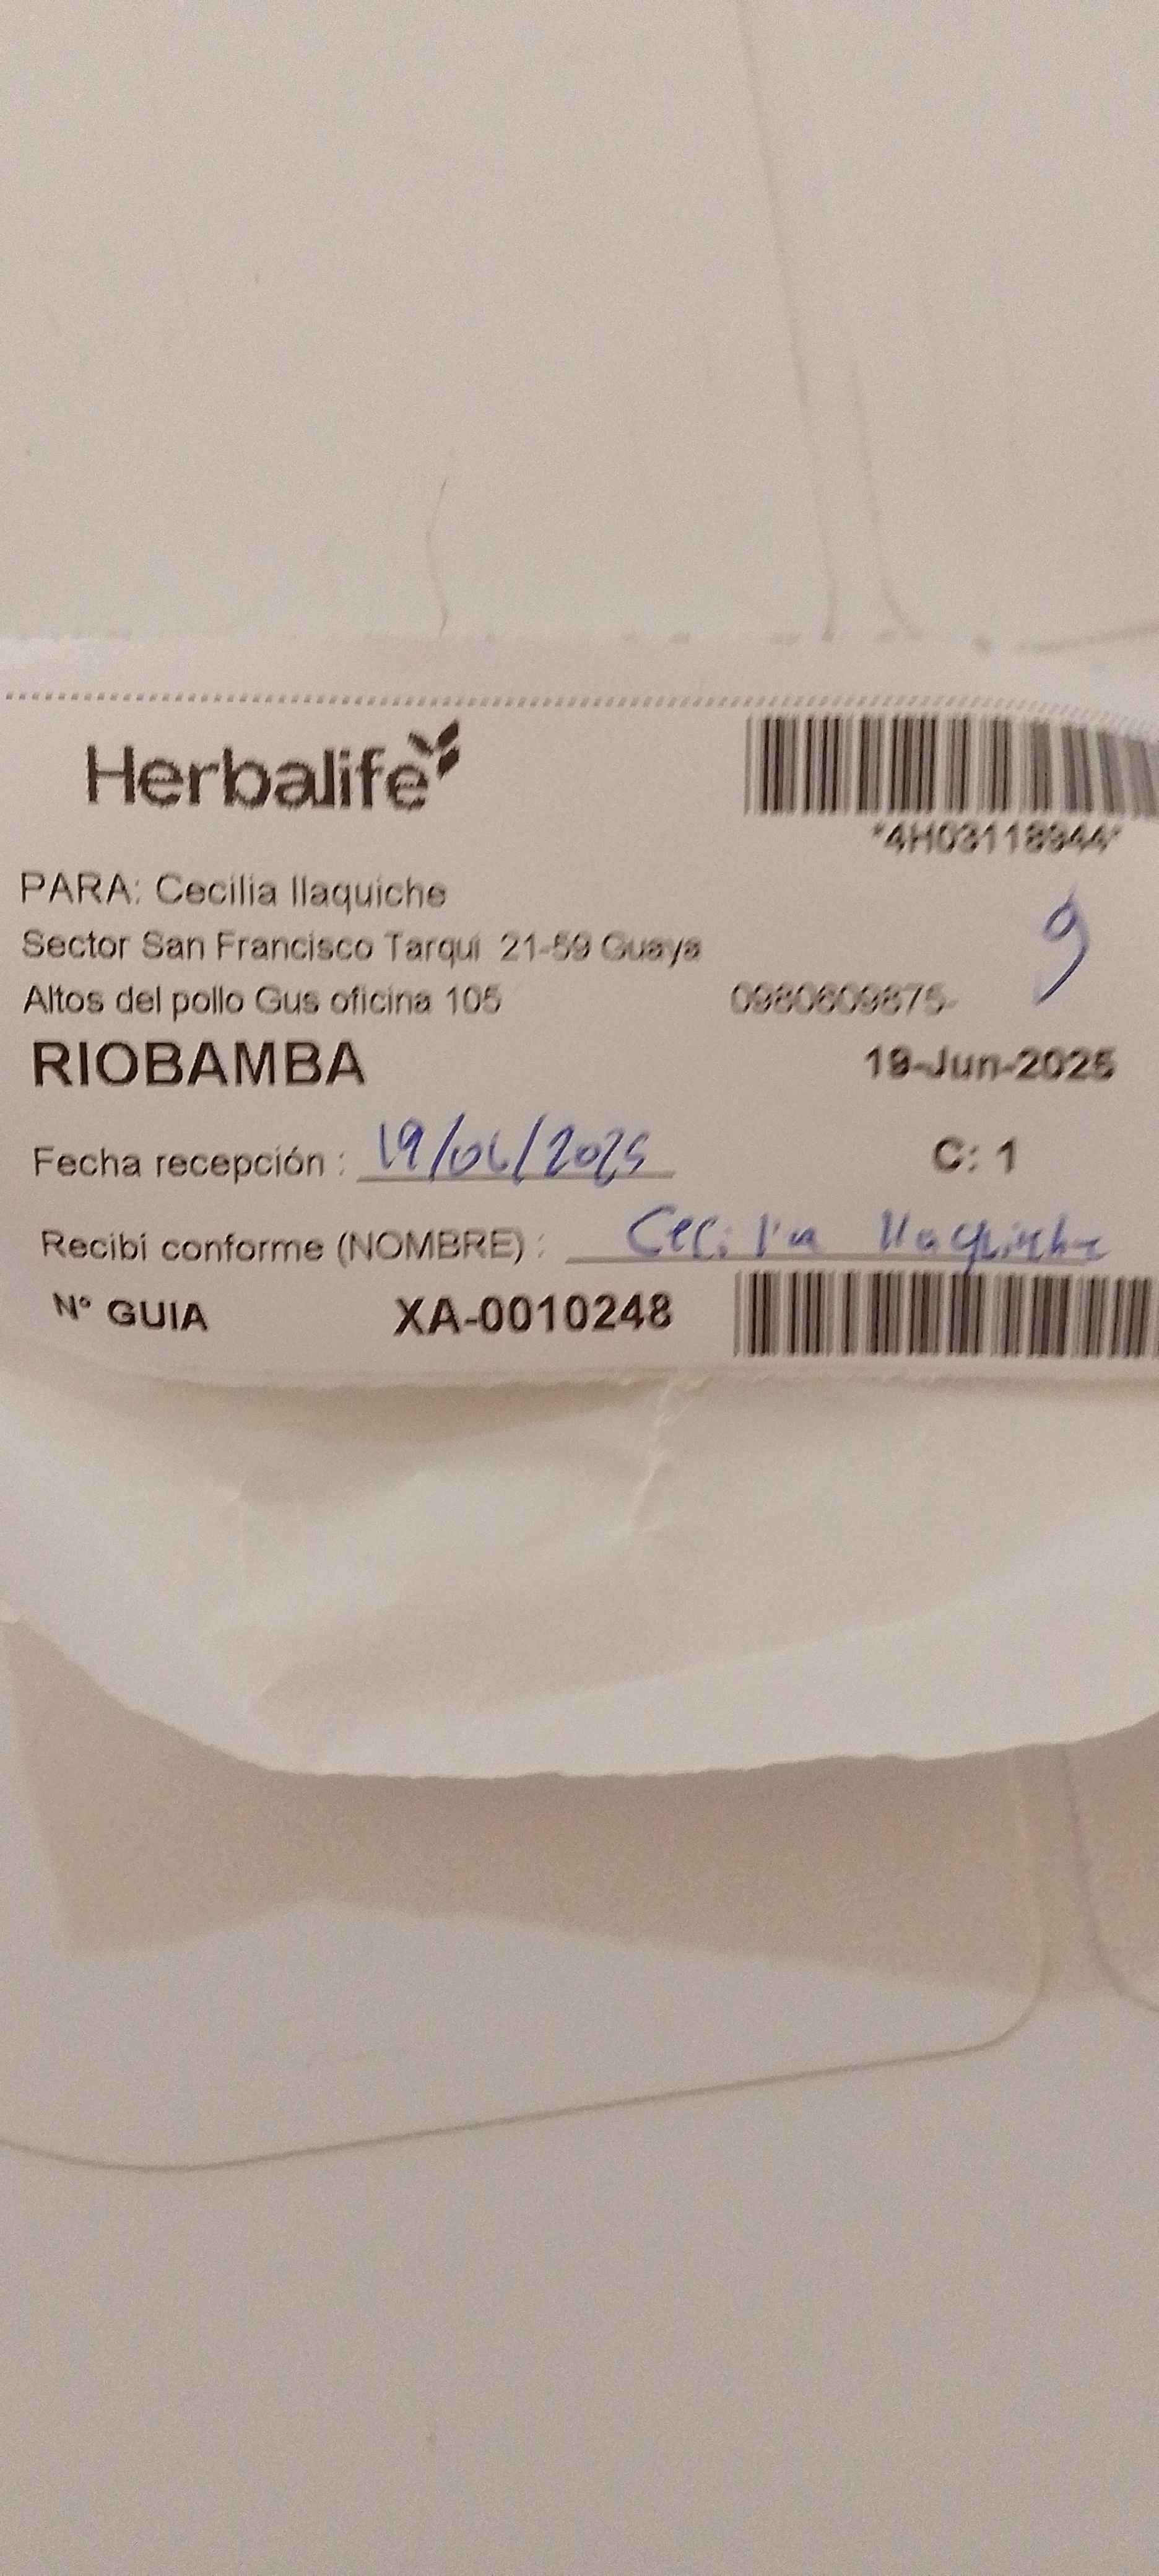 Herbalife
*4H03118944*
PARA: Cecilia llaquiche
Sector San Francisco Tarqui 21-59 Guaya
9
Altos del pollo Gus oficina 105 0980609875-
RIOBAMBA 19-Jun-2025
Fecha recepción : 19/06/2025 C: 1
Recibí conforme (NOMBRE) : Cecilia llaquiche
N° GUIA XA-0010248